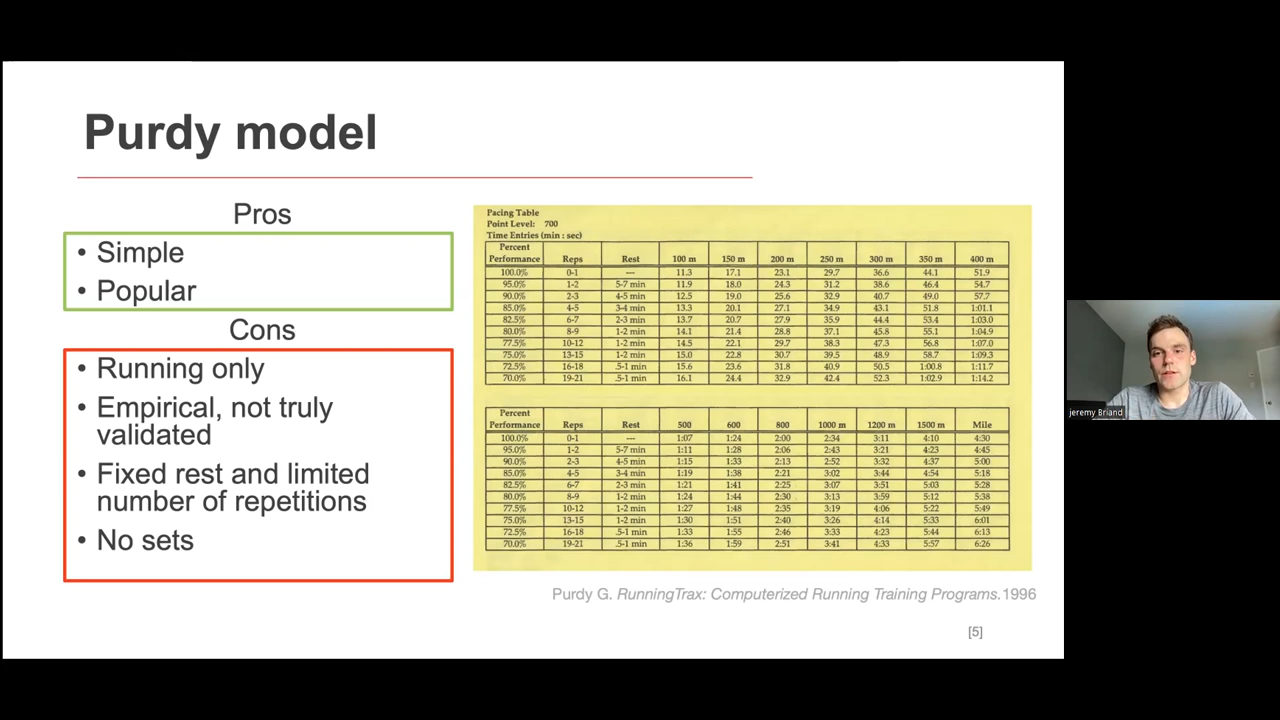 Purdy model
Pros
• Simple
• Popular
Cons
• Running only
• Empirical, not truly
validated
• Fixed rest and limited
number of repetitions
• No sets
Pacing Table
Point Level: 700
Time Entries (min : sec)
Percent
Performance Reps Rest 100 m 150 m 200 m 250 m 300 m 350 m 400 m
100.0% 0-1 --- 11.3 17.1 23.1 29.7 36.6 44.1 51.9
95.0% 1-2 5-7 min 11.9 18.0 24.3 31.2 38.6 46.4 54.7
90.0% 2-3 4-5 min 12.5 19.0 25.6 32.9 40.7 49.0 57.7
85.0% 4-5 3-4 min 13.3 20.1 27.1 34.9 43.1 51.8 1:01.1
82.5% 6-7 2-3 min 13.7 20.7 27.9 35.9 44.4 53.4 1:03.0
80.0% 8-9 1-2 min 14.1 21.4 28.8 37.1 45.8 55.1 1:04.9
77.5% 10-12 1-2 min 14.5 22.1 29.7 38.3 47.3 56.8 1:07.0
75.0% 13-15 1-2 min 15.0 22.8 30.7 39.5 48.9 58.7 1:09.3
72.5% 16-18 .5-1 min 15.6 23.6 31.8 40.9 50.5 1:00.8 1:11.7
70.0% 19-21 .5-1 min 16.1 24.4 32.9 42.4 52.3 1:02.9 1:14.2
Percent
Performance Reps Rest 500 600 800 1000 m 1200 m 1500 m Mile
100.0% 0-1 --- 1:07 1:24 2:00 2:34 3:11 4:10 4:30
95.0% 1-2 5-7 min 1:11 1:28 2:06 2:43 3:21 4:23 4:45
90.0% 2-3 4-5 min 1:15 1:33 2:13 2:52 3:32 4:37 5:00
85.0% 4-5 3-4 min 1:19 1:38 2:21 3:02 3:44 4:54 5:18
82.5% 6-7 2-3 min 1:21 1:41 2:25 3:07 3:51 5:03 5:28
80.0% 8-9 1-2 min 1:24 1:44 2:30 3:13 3:59 5:12 5:38
77.5% 10-12 1-2 min 1:27 1:48 2:35 3:19 4:06 5:22 5:49
75.0% 13-15 1-2 min 1:30 1:51 2:40 3:26 4:14 5:33 6:01
72.5% 16-18 .5-1 min 1:33 1:55 2:46 3:33 4:23 5:44 6:13
70.0% 19-21 .5-1 min 1:36 1:59 2:51 3:41 4:33 5:57 6:26
Purdy G. RunningTrax: Computerized Running Training Programs.1996
[5]
jeremy Briand